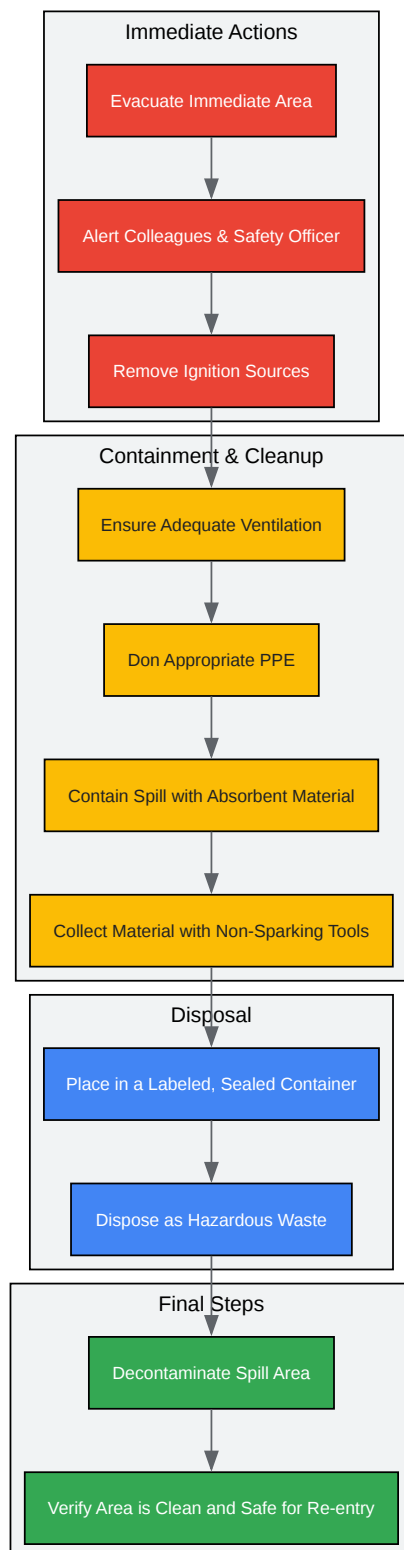 Immediate Actions
Evacuate Immediate Area
Alert Colleagues & Safety Officer
Remove Ignition Sources
Containment & Cleanup
Ensure Adequate Ventilation
Don Appropriate PPE
Contain Spill with Absorbent Material
Collect Material with Non-Sparking Tools
Disposal
Place in a Labeled, Sealed Container
Dispose as Hazardous Waste
Final Steps
Decontaminate Spill Area
Verify Area is Clean and Safe for Re-entry